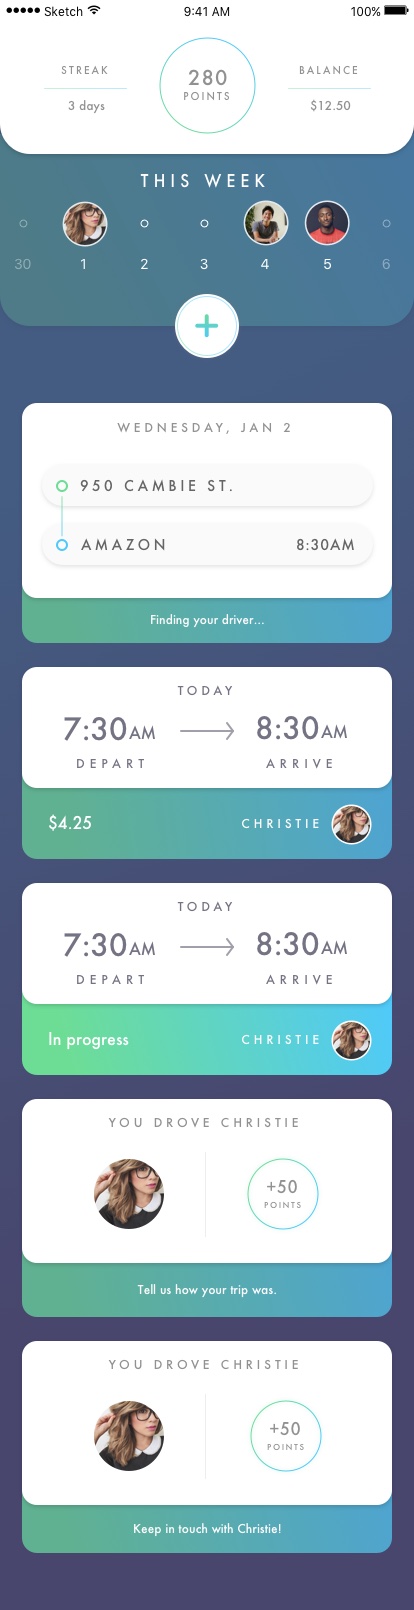 Sketch 9:41 AM 100%
STREAK
280
POINTS
BALANCE
3 days
$12.50
THIS WEEK
30 1 2 3 4 5 6
WEDNESDAY, JAN 2
950 CAMBIE ST.
AMAZON 8:30AM
Finding your driver...
TODAY
7:30AM 8:30AM
DEPART ARRIVE
$4.25 CHRISTIE
TODAY
7:30AM 8:30AM
DEPART ARRIVE
In progress CHRISTIE
YOU DROVE CHRISTIE
+50
POINTS
Tell us how your trip was.
YOU DROVE CHRISTIE
+50
POINTS
Keep in touch with Christie!